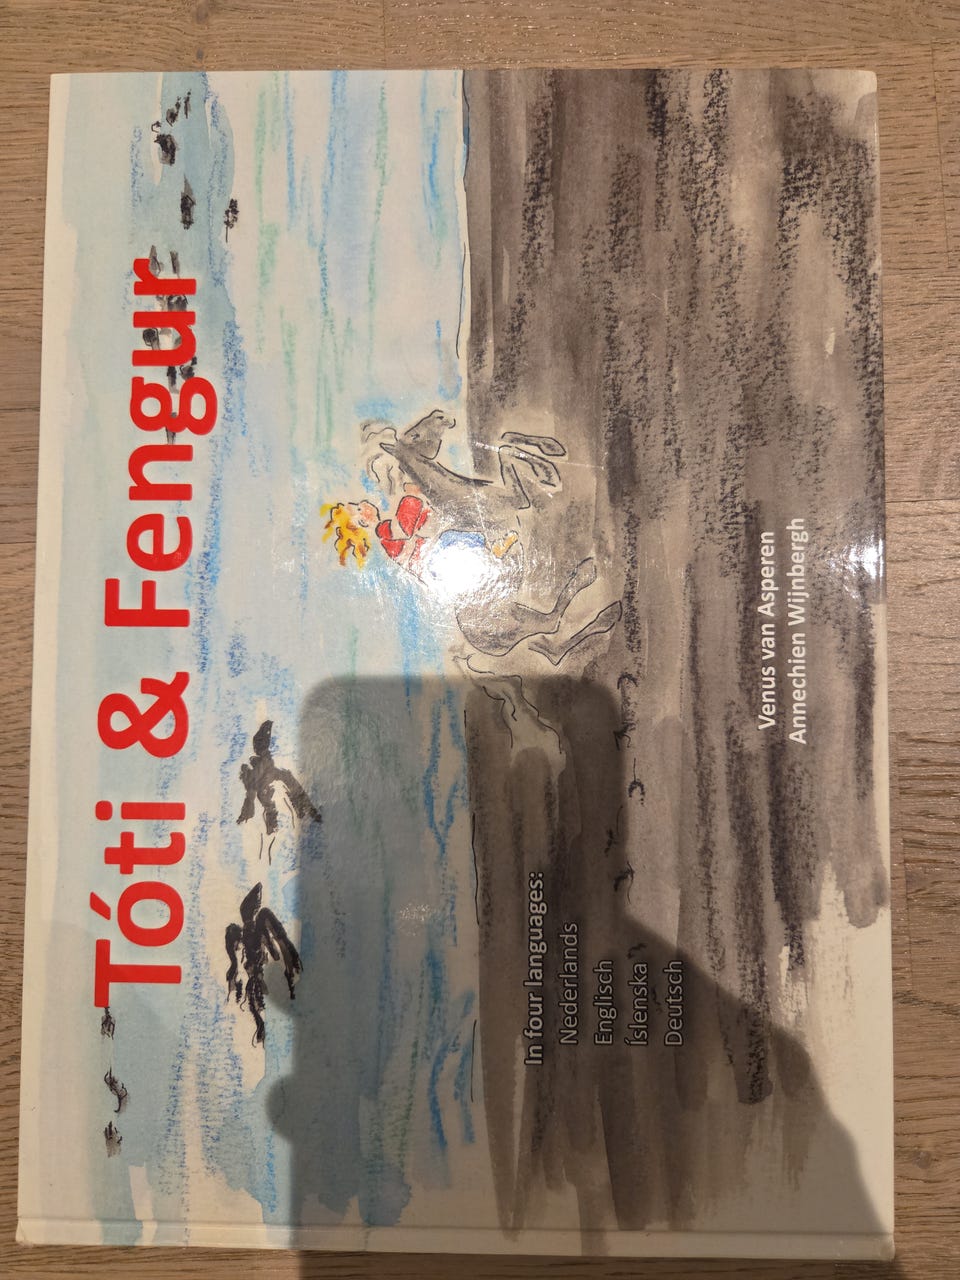 Tóti & Fengur
In four languages:
Nederlands
Englisch
Íslenska
Deutsch
Venus van Asperen
Annechien Wijnbergh